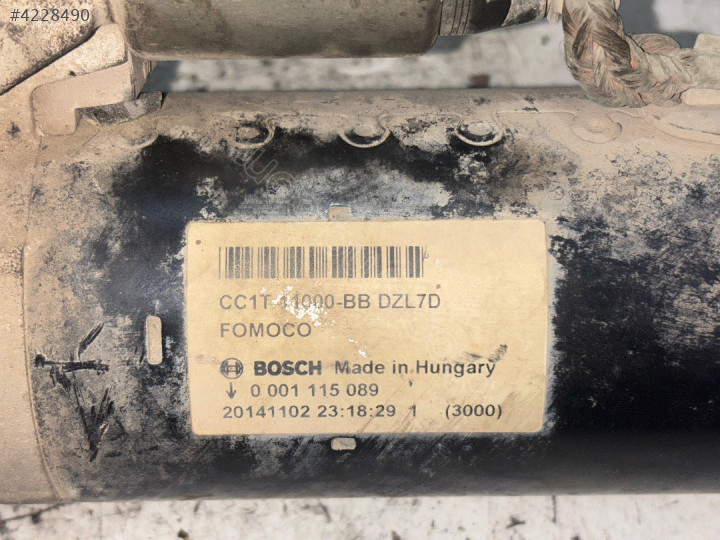 #4228490
CC1T-11000-BB DZL7D
FOMOCO
BOSCH Made in Hungary
↓ 0 001 115 089
20141102 23:18:29 1 (3000)